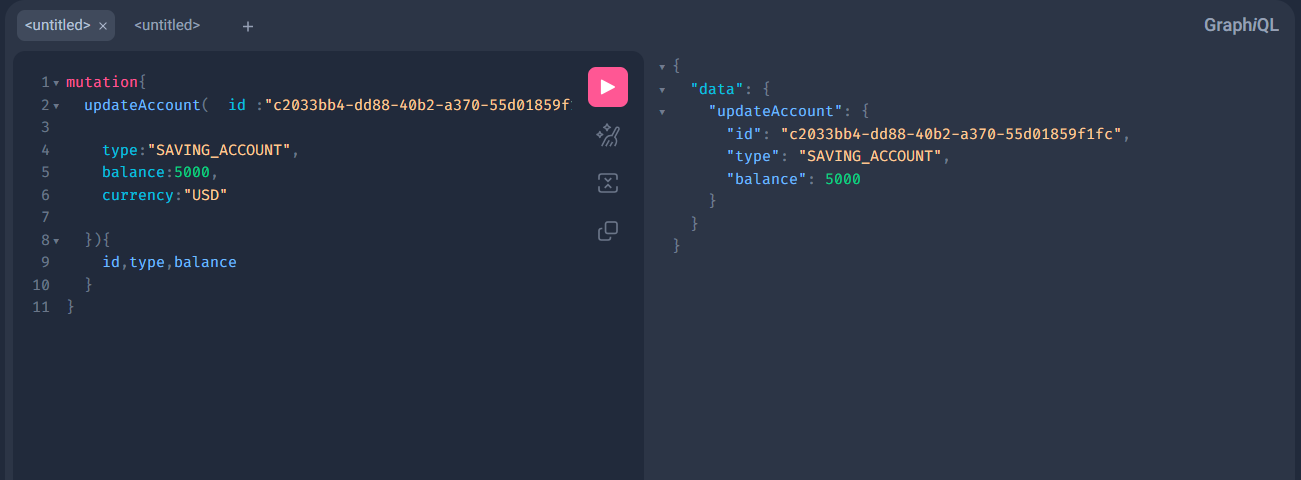 <untitled> × <untitled> +
GraphiQL
1 mutation{
2 updateAccount( id :"c2033bb4-dd88-40b2-a370-55d01859f
3
4 type:"SAVING_ACCOUNT",
5 balance:5000,
6 currency:"USD"
7
8 }){
9 id,type,balance
10 }
11 }
{
"data": {
"updateAccount": {
"id": "c2033bb4-dd88-40b2-a370-55d01859f1fc",
"type": "SAVING_ACCOUNT",
"balance": 5000
}
}
}